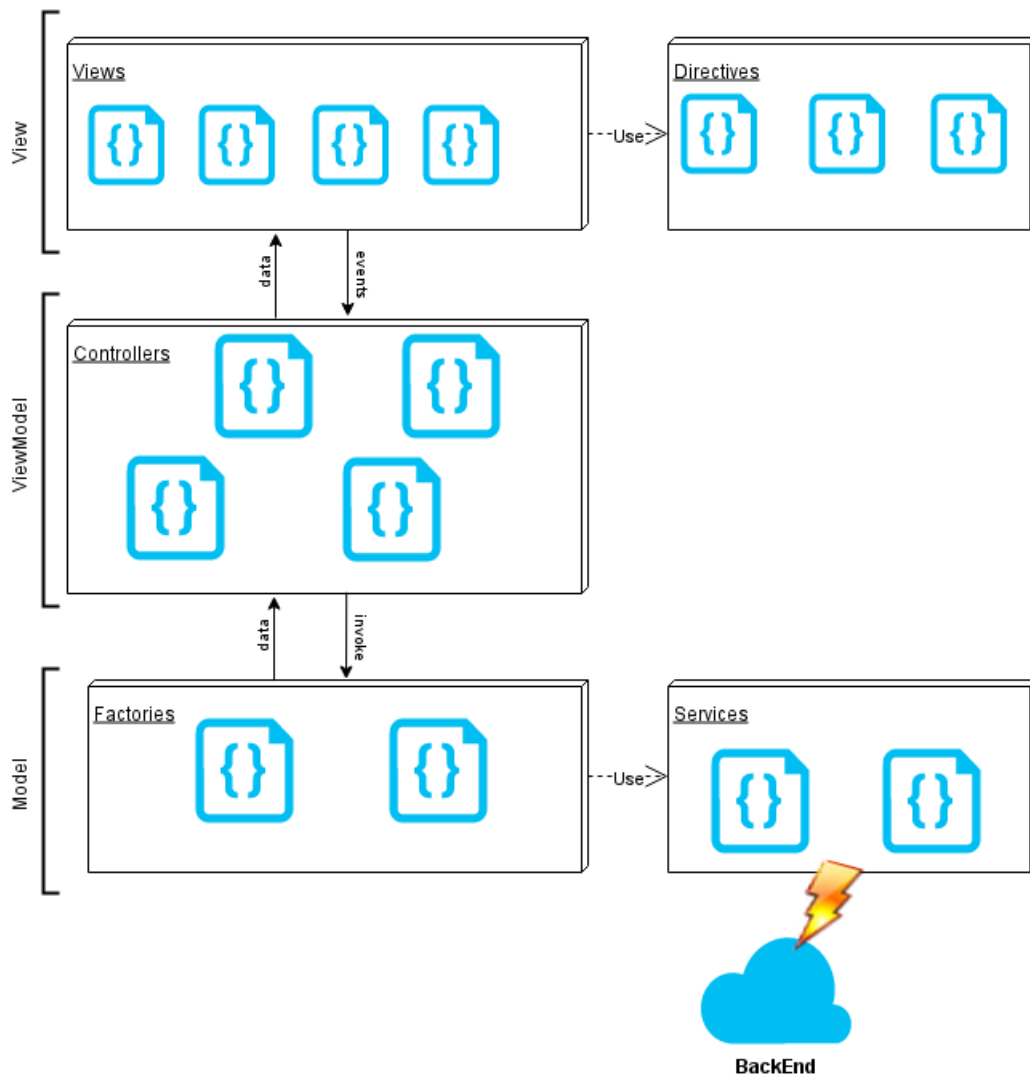 View
Views
{}
{}
{}
{}
Use
Directives
{}
{}
{}
data
events
ViewModel
Controllers
{}
{}
{}
{}
data
invoke
Model
Factories
{}
{}
Use
Services
{}
{}
BackEnd